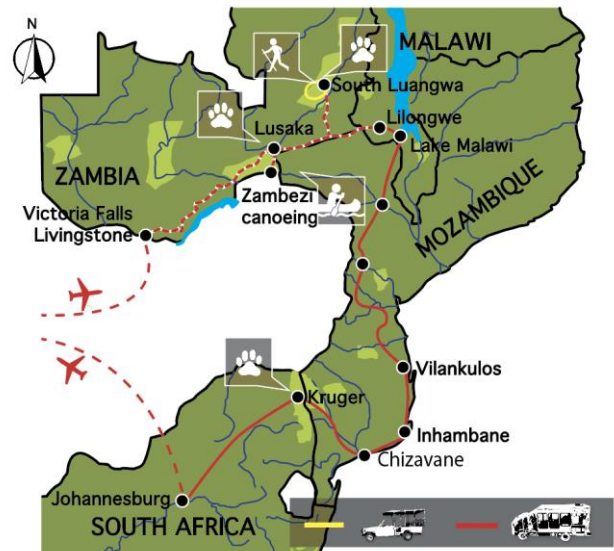 N
MALAWI
South Luangwa
Lilongwe
Lusaka
Lake Malawi
ZAMBIA
Zambezi
canoeing
MOZAMBIQUE
Victoria Falls
Livingstone
Vilankulos
Kruger
Inhambane
Chizavane
Johannesburg
SOUTH AFRICA